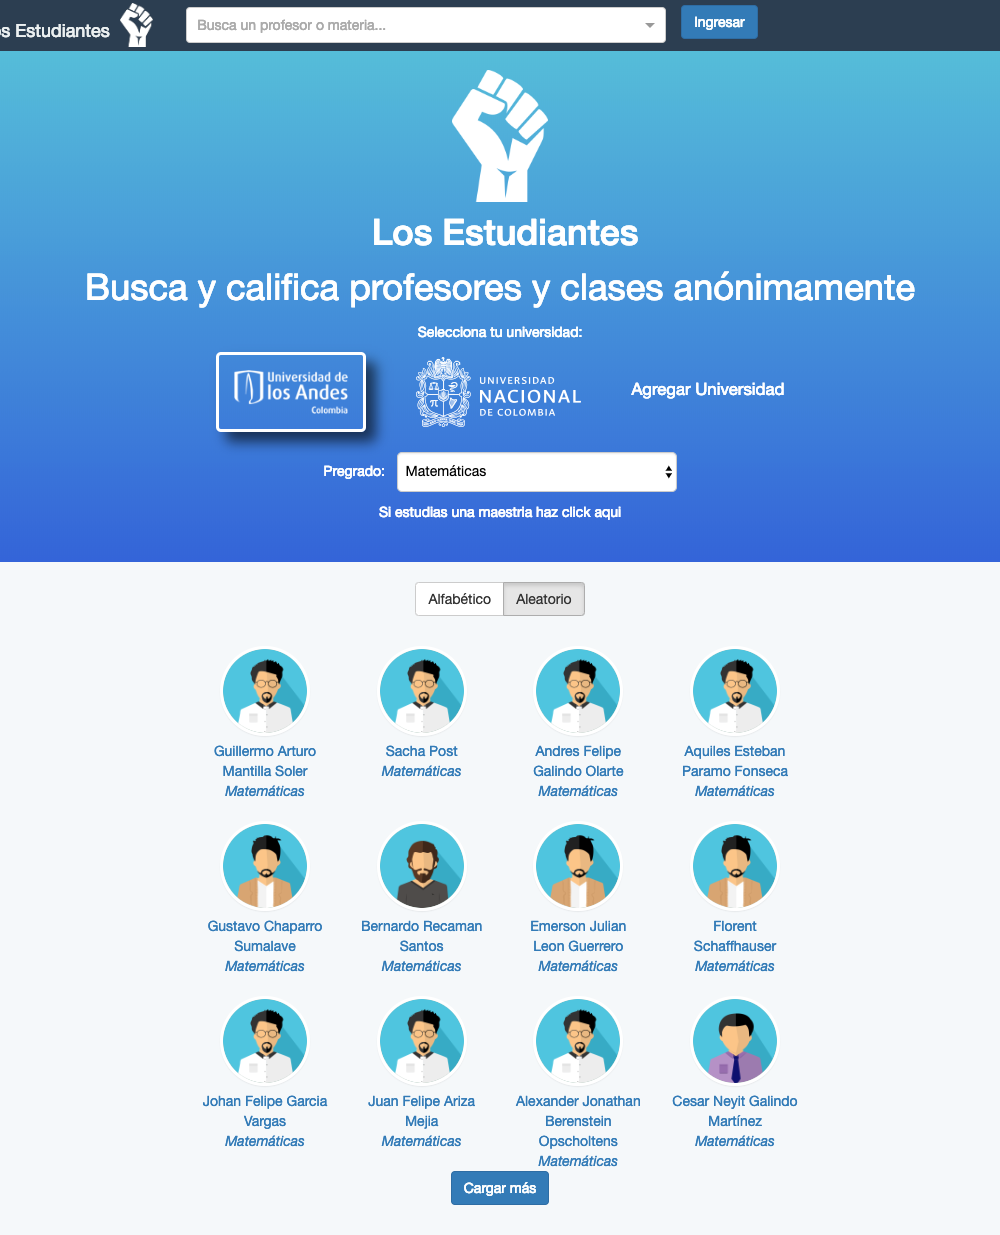 s Estudiantes
Busca un profesor o materia...
Ingresar
Los Estudiantes
Busca y califica profesores y clases anónimamente
Selecciona tu universidad:
Universidad de
los Andes
Colombia
UNIVERSIDAD
NACIONAL
DE COLOMBIA
Agregar Universidad
Pregrado:
Matemáticas
Si estudias una maestria haz click aqui
Alfabético
Aleatorio
Guillermo Arturo
Mantilla Soler
Matemáticas
Sacha Post
Matemáticas
Andres Felipe
Galindo Olarte
Matemáticas
Aquiles Esteban
Paramo Fonseca
Matemáticas
Gustavo Chaparro
Sumalave
Matemáticas
Bernardo Recaman
Santos
Matemáticas
Emerson Julian
Leon Guerrero
Matemáticas
Florent
Schaffhauser
Matemáticas
Johan Felipe Garcia
Vargas
Matemáticas
Juan Felipe Ariza
Mejia
Matemáticas
Alexander Jonathan
Berenstein
Opscholtens
Matemáticas
Cesar Neyit Galindo
Martínez
Matemáticas
Cargar más